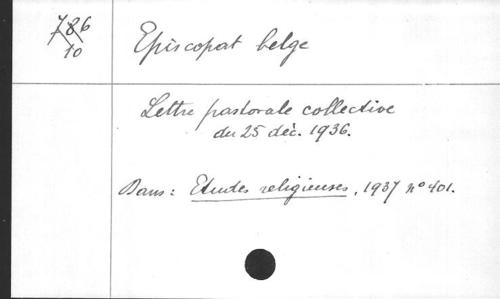 786
10
Episcopat belge
Lettre pastorale collective
du 25 déc. 1936.
Dans : Etudes religieuses, 1937 n° 401.